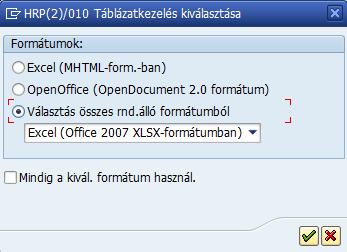 HRP(2)/010 Táblázatkezelés kiválasztása
Formátumok:
Excel (MHTML-form.-ban)
OpenOffice (OpenDocument 2.0 formátum)
Választás összes rnd.álló formátumból
Excel (Office 2007 XLSX-formátumban)
Mindig a kivál. formátum használ.